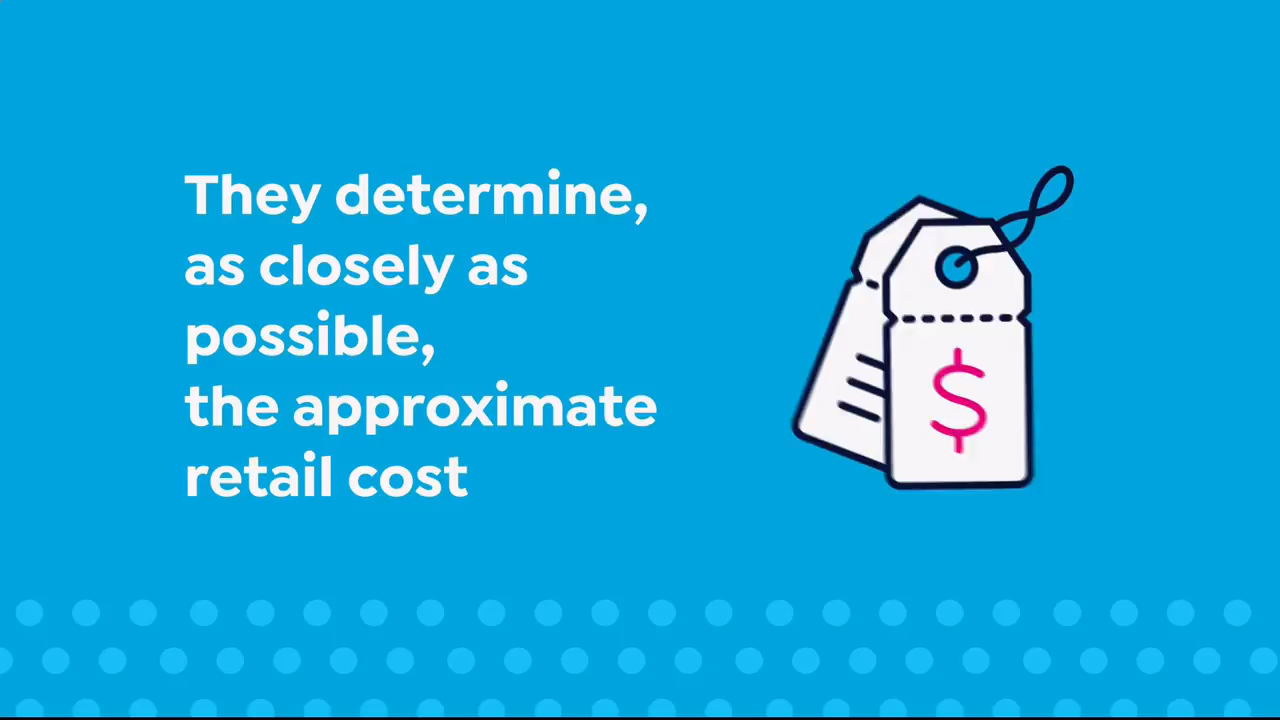 They determine,
as closely as
possible,
the approximate
retail cost
$